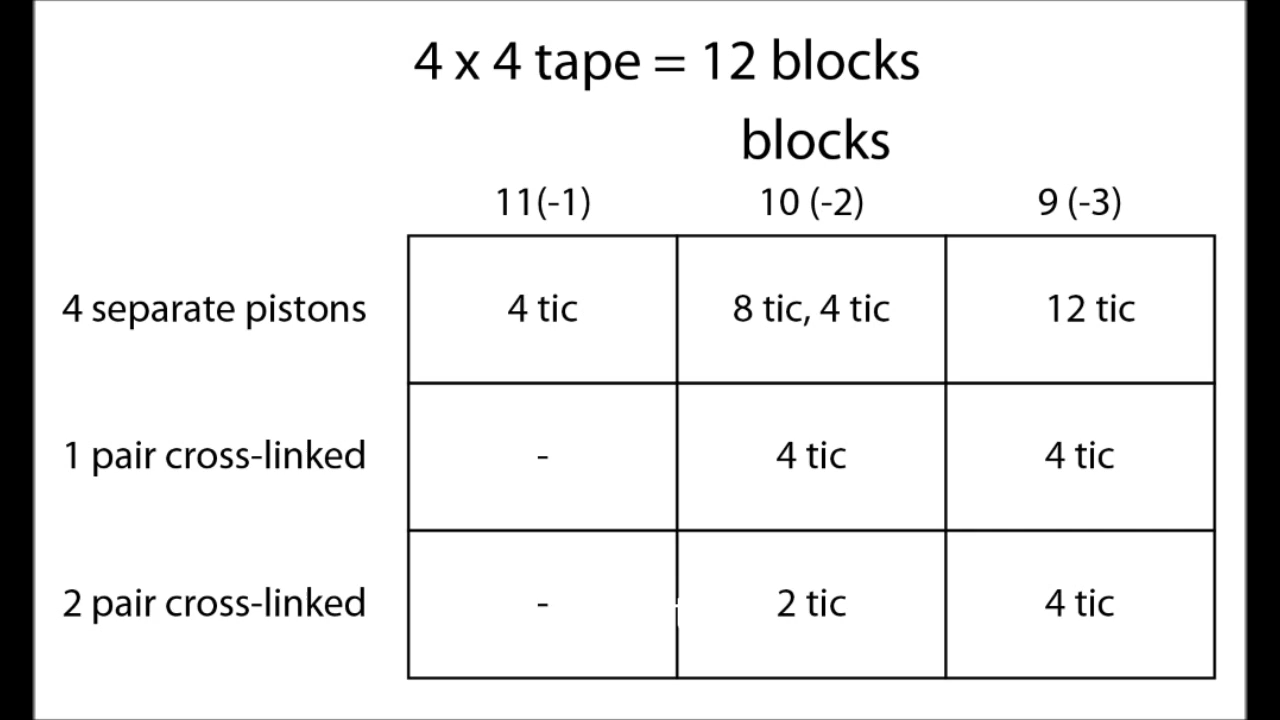 4 x 4 tape = 12 blocks
blocks
11(-1) 10 (-2) 9 (-3)
4 separate pistons 4 tic 8 tic, 4 tic 12 tic
1 pair cross-linked - 4 tic 4 tic
2 pair cross-linked - 2 tic 4 tic